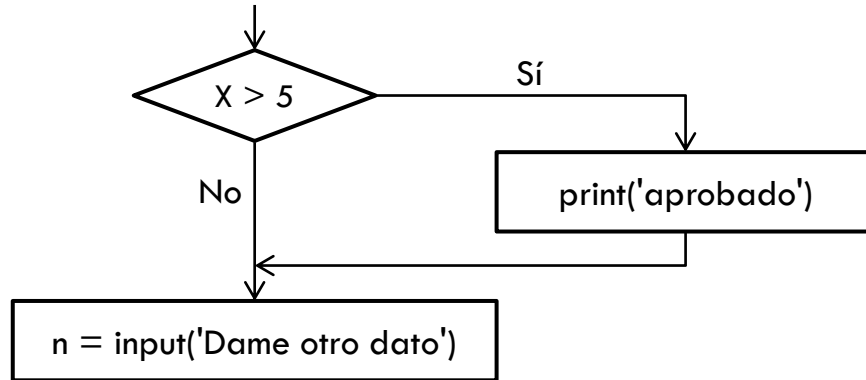 X > 5
Sí
No
print('aprobado')
n = input('Dame otro dato')